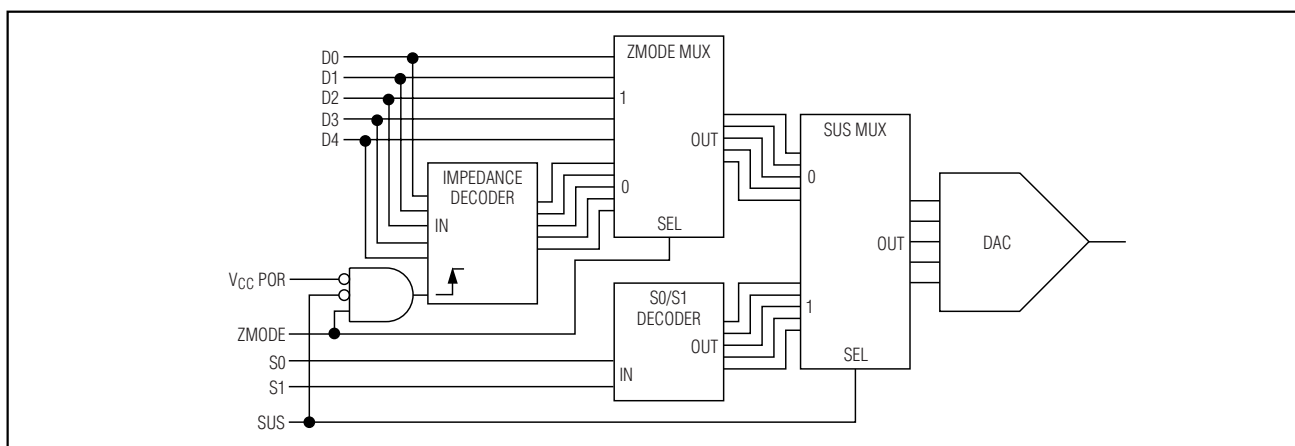 D0
D1
D2
D3
D4
ZMODE MUX
1
OUT
0
SEL
IMPEDANCE
DECODER
IN
SUS MUX
0
OUT
1
SEL
DAC
VCC POR
ZMODE
S0
S1
SUS
S0/S1
DECODER
OUT
IN